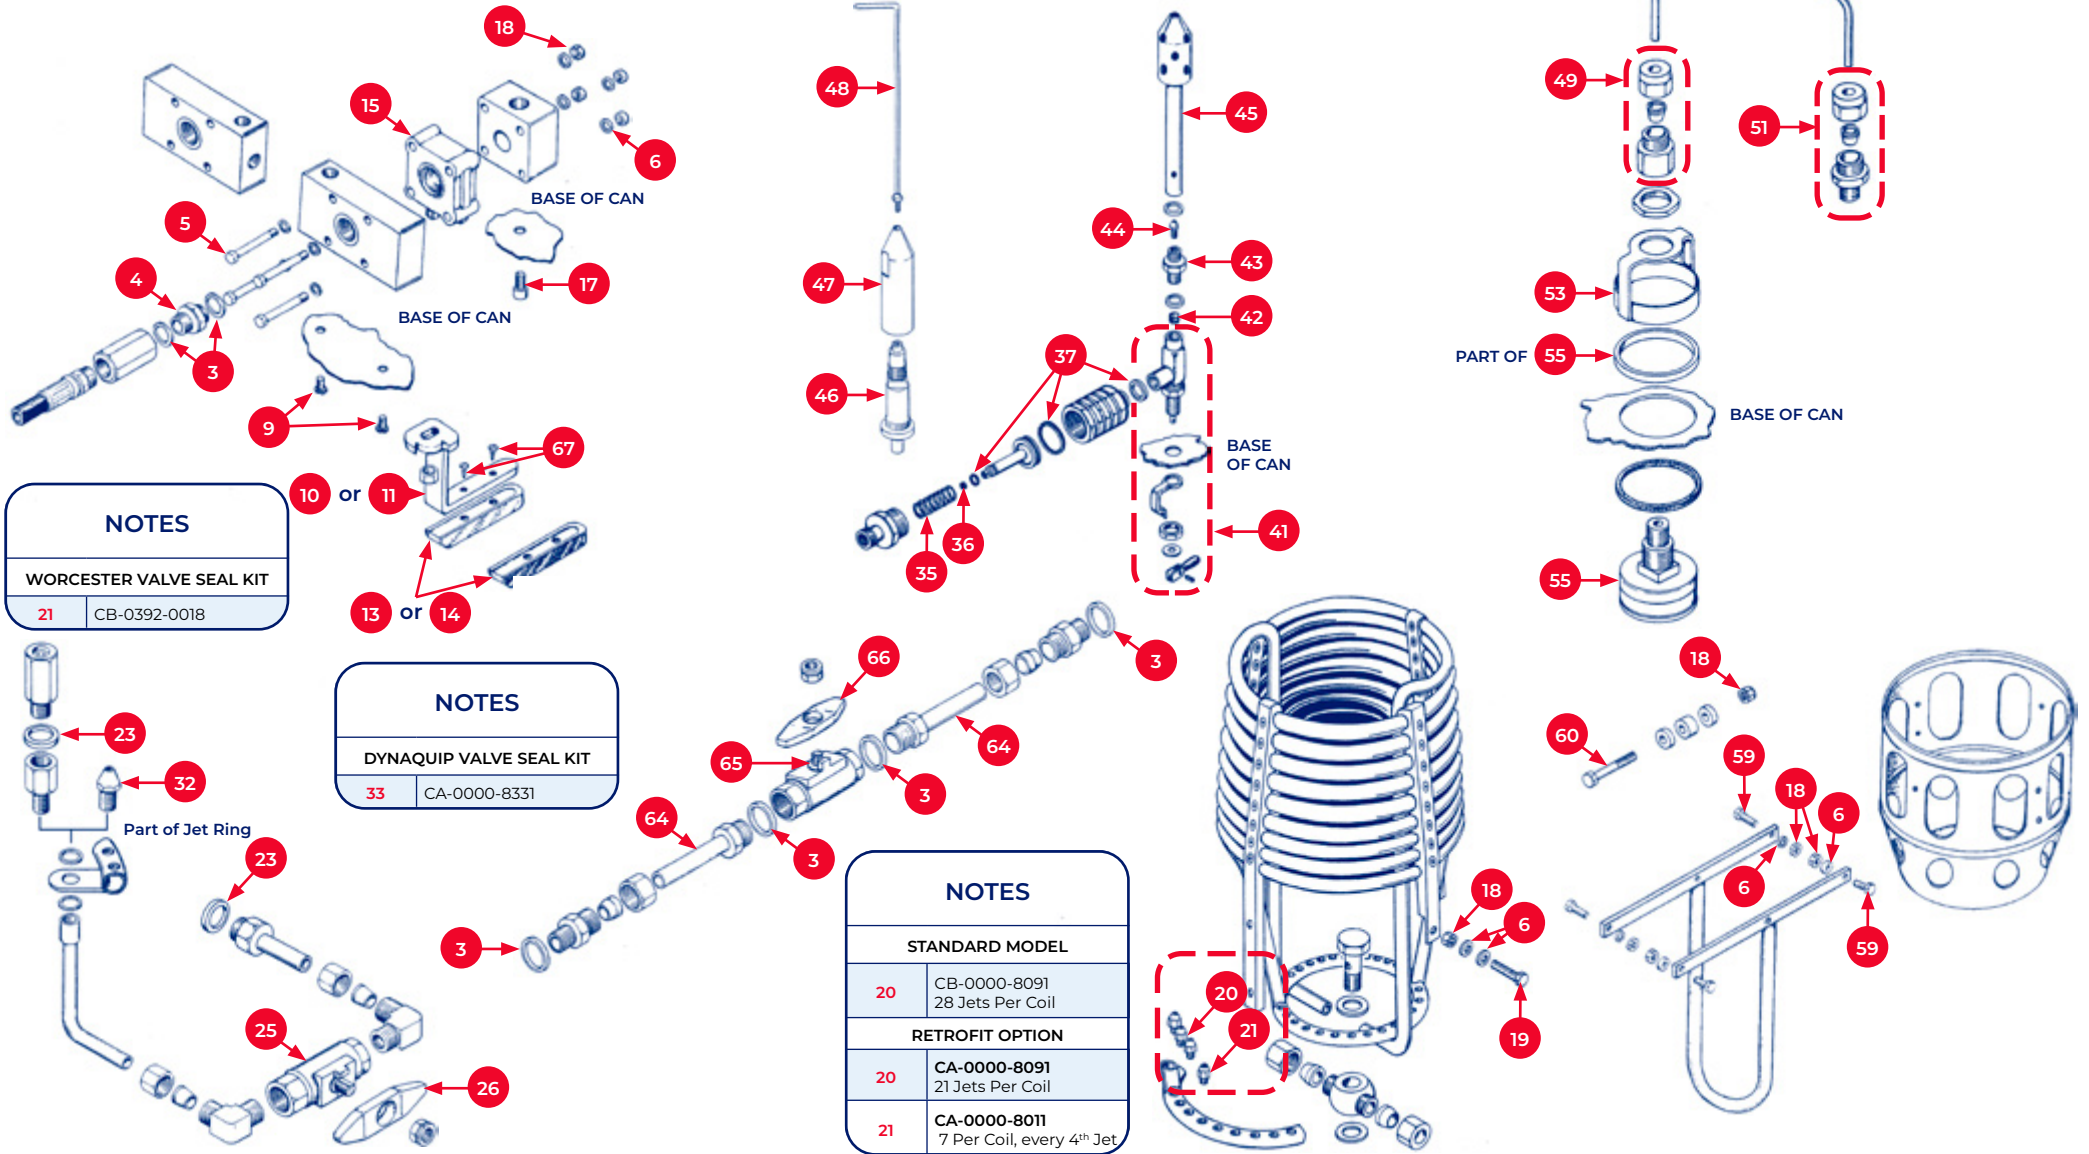 18
15
6
BASE OF CAN
5
4
17
BASE OF CAN
3
9
67
10 or 11
13 or 14
NOTES
WORCESTER VALVE SEAL KIT
21 CB-0392-0018
48
45
44
43
47
42
37
46
BASE
OF CAN
41
36
35
49
51
53
PART OF 55
BASE OF CAN
55
23
32
Part of Jet Ring
23
25
26
NOTES
DYNAQUIP VALVE SEAL KIT
33 CA-0000-8331
66
3
64
65
3
64
3
3
NOTES
STANDARD MODEL
20 CB-0000-8091
28 Jets Per Coil
RETROFIT OPTION
20 CA-0000-8091
21 Jets Per Coil
21 CA-0000-8011
7 Per Coil, every 4th Jet
20
21
18
6
19
18
60
59
18
6
6
59